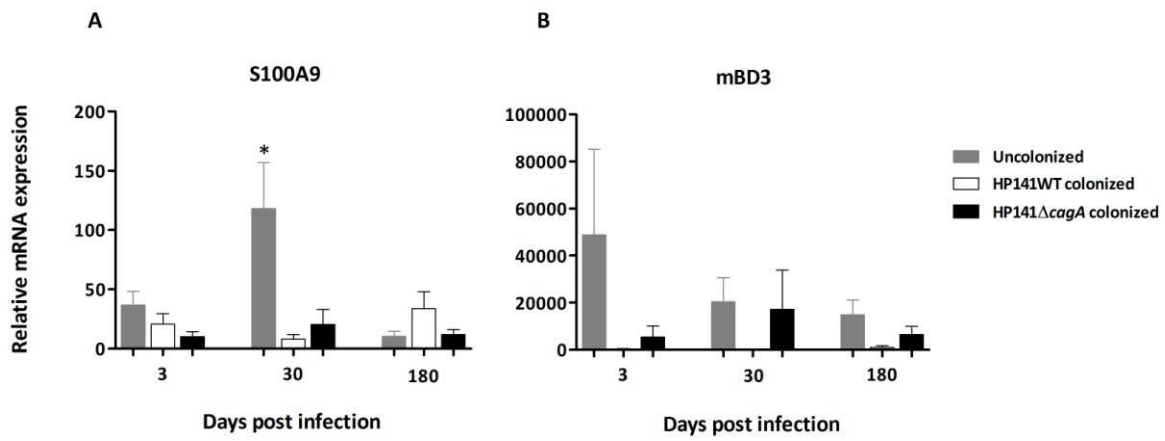 A
S100A9
Relative mRNA expression
200
150
100
50
0
*
3
30
180
Days post infection
B
mBD3
100000
80000
60000
40000
20000
0
3
30
180
Days post infection
Uncolonized
HP141WT colonized
HP141ΔcagA colonized